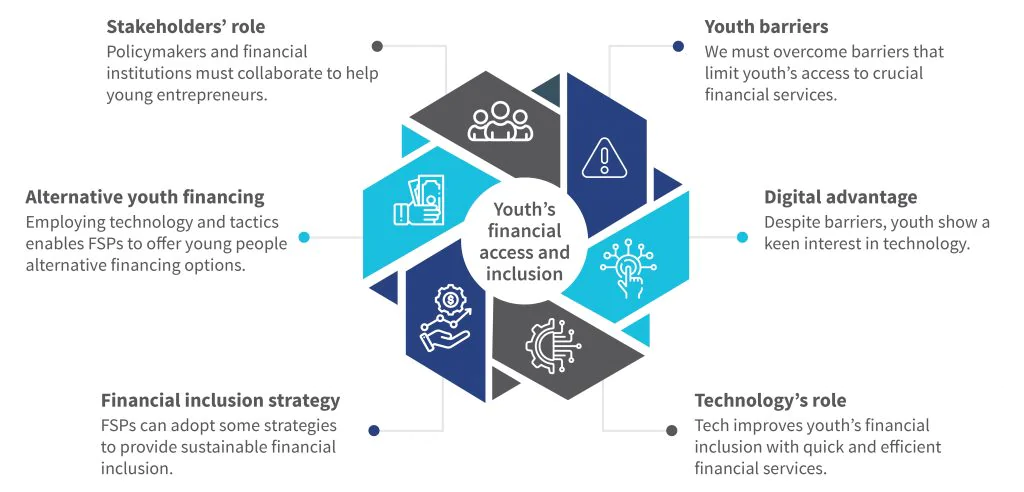 Stakeholders’ role
Policymakers and financial
institutions must collaborate to help
young entrepreneurs.
Youth barriers
We must overcome barriers that
limit youth’s access to crucial
financial services.
Alternative youth financing
Employing technology and tactics
enables FSPs to offer young people
alternative financing options.
Youth’s
financial
access and
inclusion
Digital advantage
Despite barriers, youth show a
keen interest in technology.
Financial inclusion strategy
FSPs can adopt some strategies
to provide sustainable financial
inclusion.
Technology’s role
Tech improves youth’s financial
inclusion with quick and efficient
financial services.